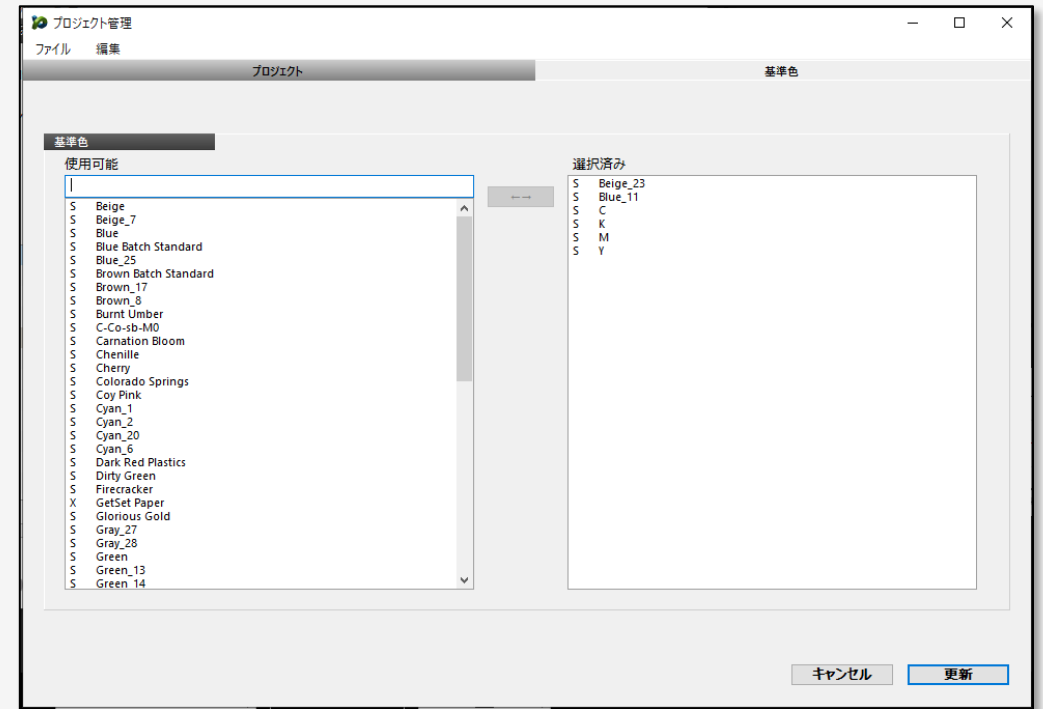 プロジェクト管理
ファイル 編集
プロジェクト 基準色
基準色
使用可能
S Beige
S Beige_7
S Blue
S Blue Batch Standard
S Blue_25
S Brown Batch Standard
S Brown_17
S Brown_8
S Burnt Umber
S C-Co-sb-M0
S Carnation Bloom
S Chenille
S Cherry
S Colorado Springs
S Coy Pink
S Cyan_1
S Cyan_2
S Cyan_20
S Cyan_6
S Dark Red Plastics
S Dirty Green
S Firecracker
X GetSet Paper
S Glorious Gold
S Gray_27
S Gray_28
S Green
S Green_13
S Green_14
←→
選択済み
S Beige_23
S Blue_11
S C
S K
S M
S Y
キャンセル 更新